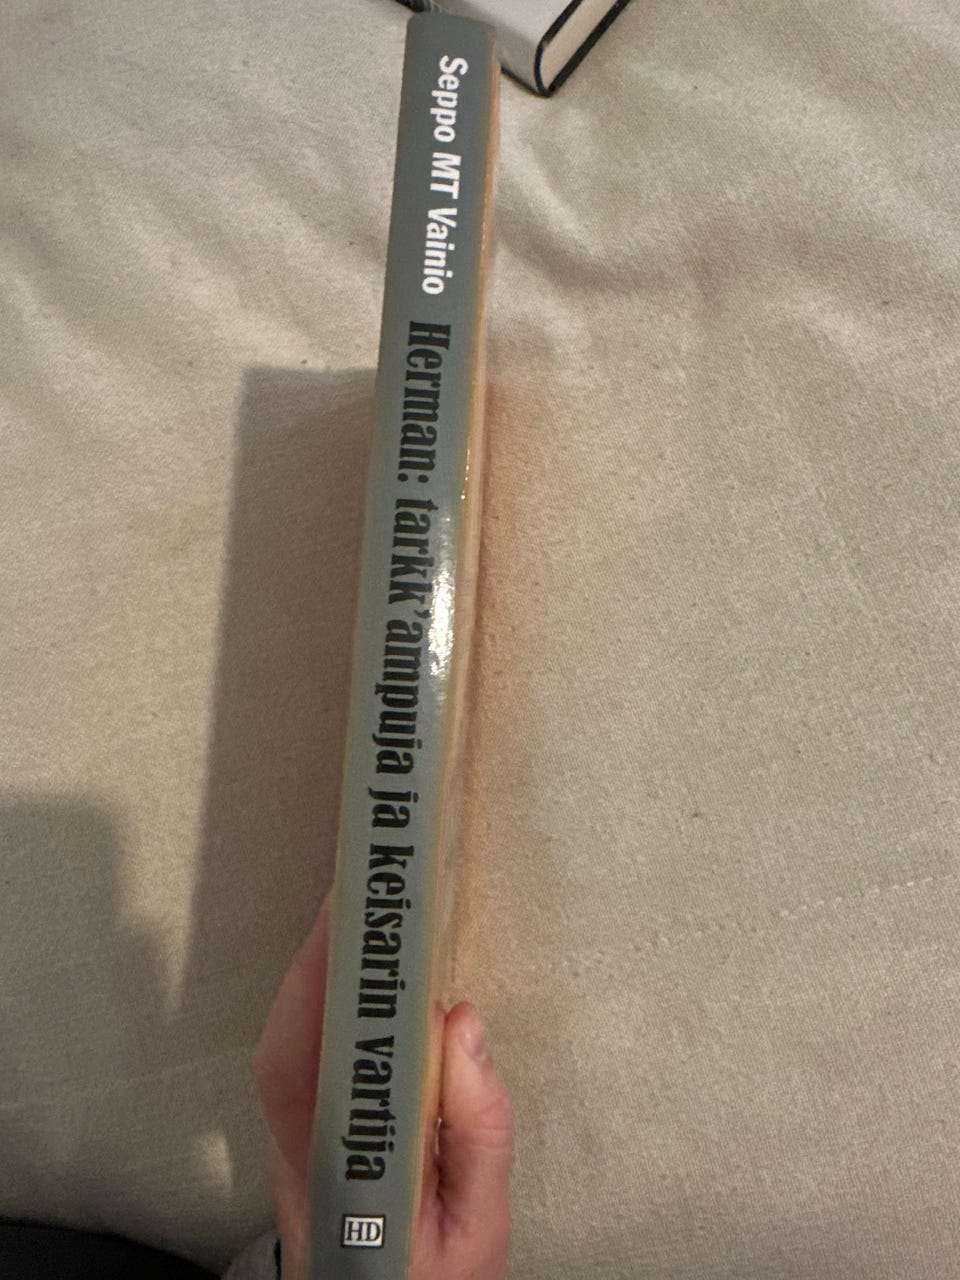 Seppo MT Vainio
Herman: tarkk'ampuja ja keisarin vartija
HD